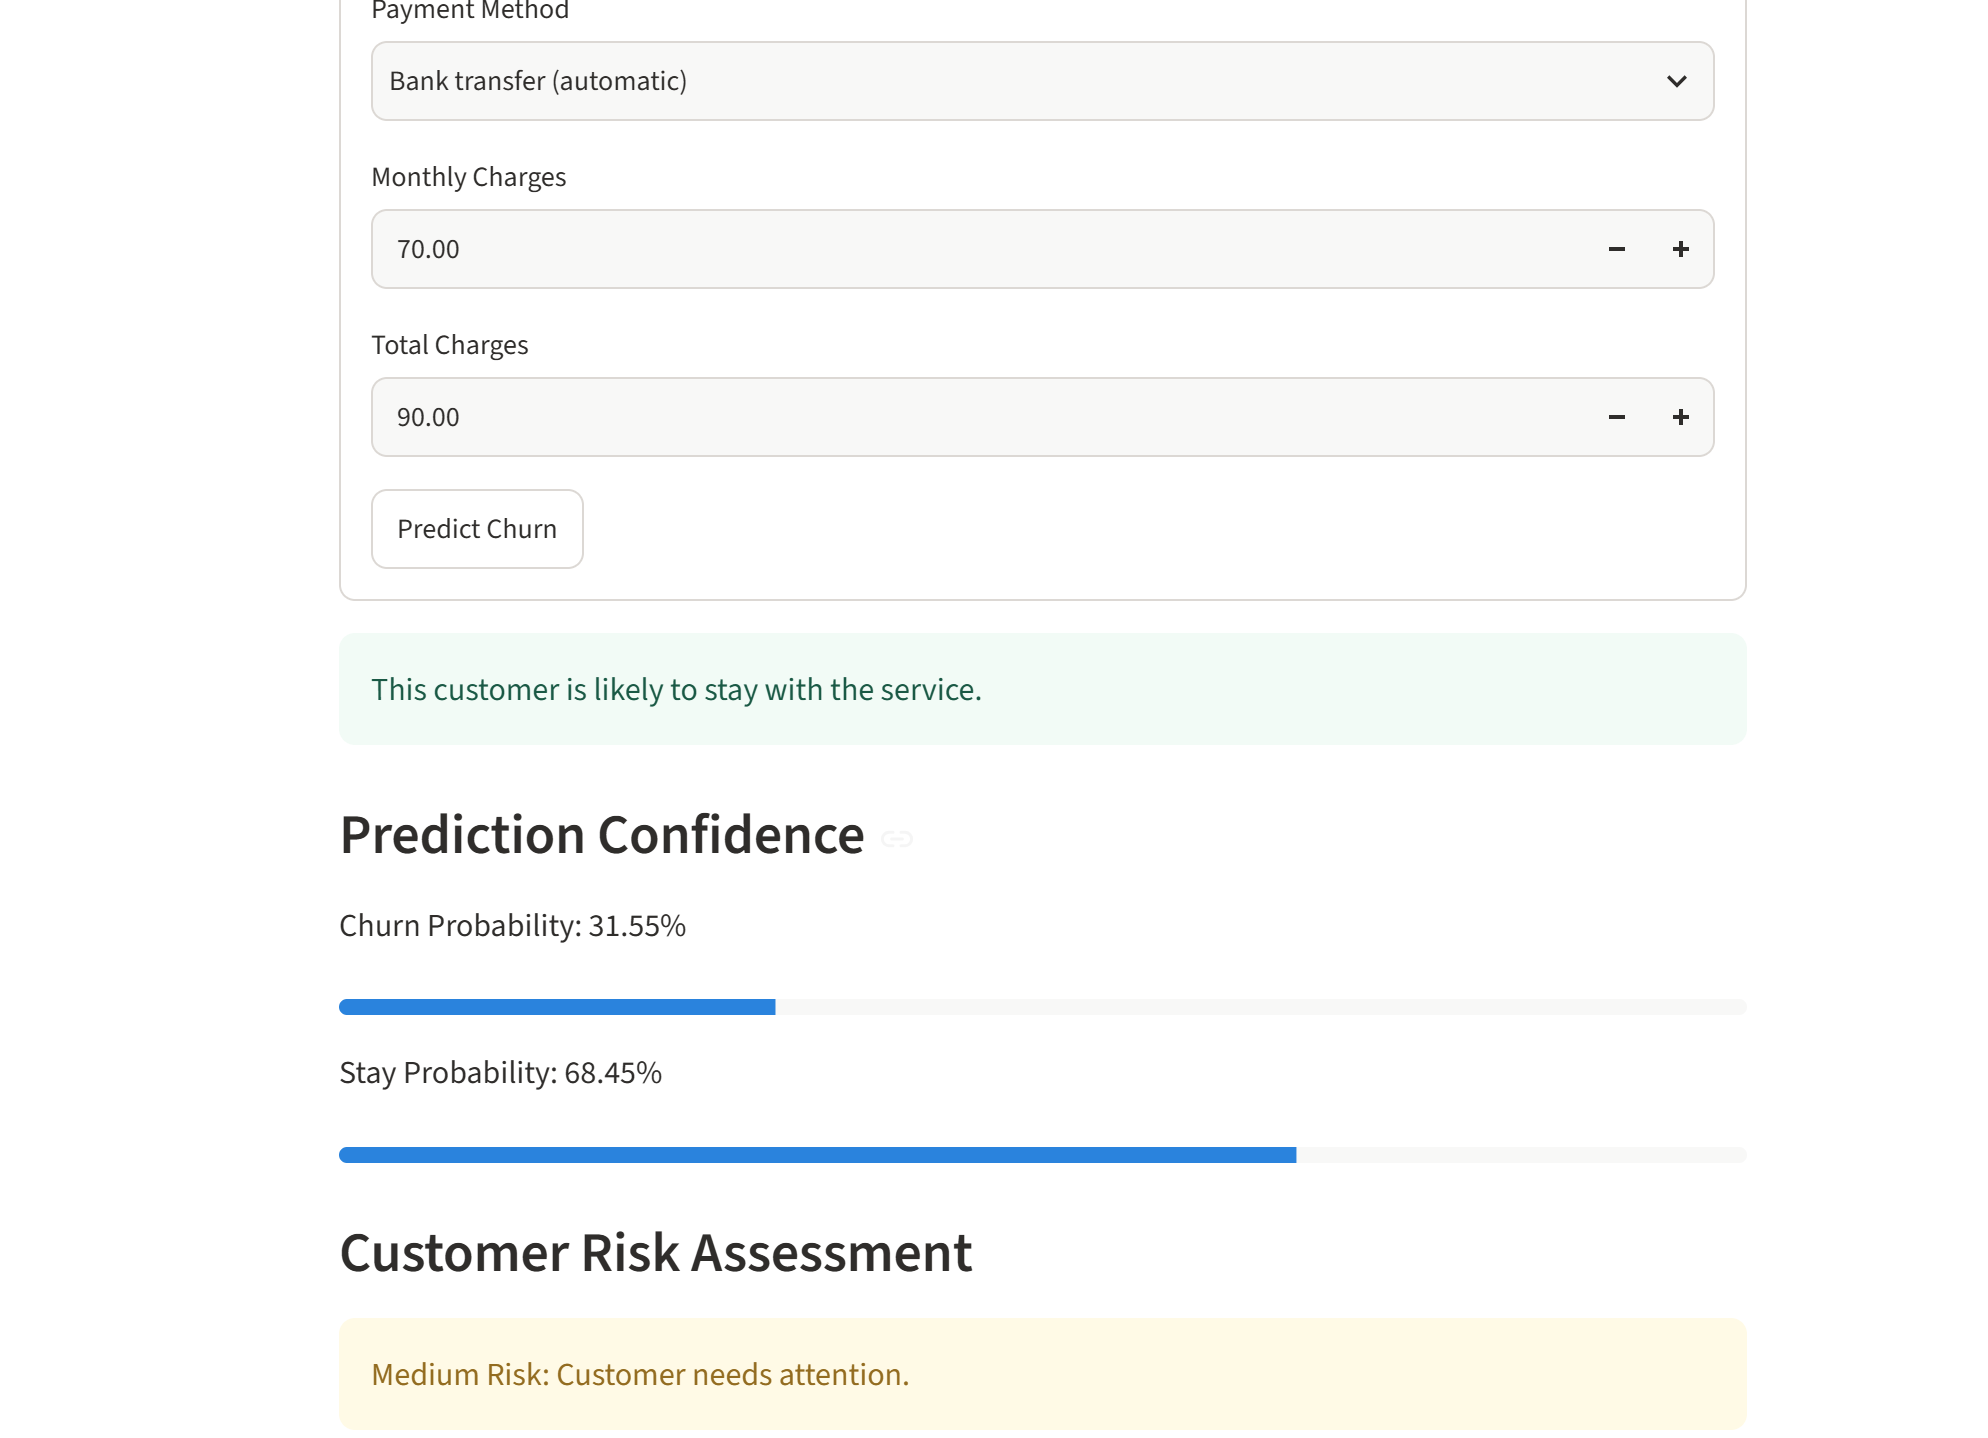 Payment Method
Bank transfer (automatic)
Monthly Charges
70.00
Total Charges
90.00
Predict Churn
This customer is likely to stay with the service.
Prediction Confidence
Churn Probability: 31.55%
Stay Probability: 68.45%
Customer Risk Assessment
Medium Risk: Customer needs attention.